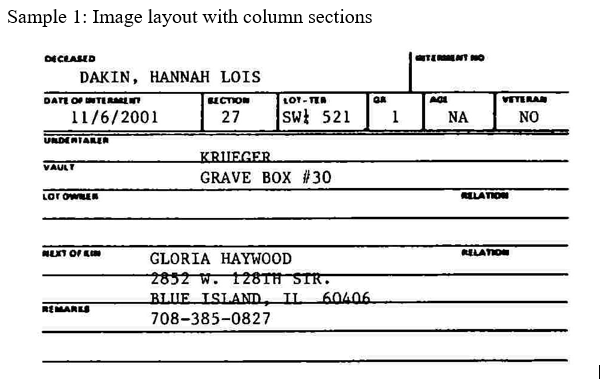 Sample 1: Image layout with column sections
DECEASED INTERMENT NO
DAKIN, HANNAH LOIS
DATE OF INTERMENT SECTION LOT-TER GR AGE VETERAN
11/6/2001 27 SW¼ 521 1 NA NO
UNDERTAKER
KRUEGER
VAULT
GRAVE BOX #30
LOT OWNER RELATION
NEXT OF KIN RELATION
GLORIA HAYWOOD
2852 W. 128TH STR.
BLUE ISLAND, IL 60406
REMARKS
708-385-0827